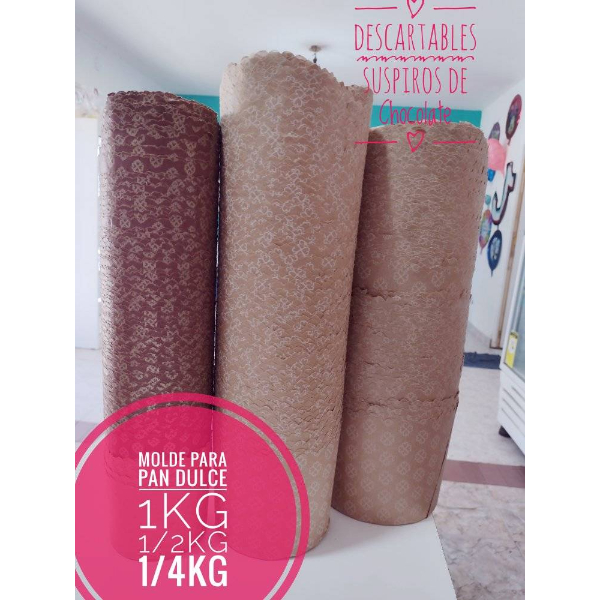 DESCARTABLES
SUSPIROS DE
Chocolate
MOLDE PARA
PAN DULCE
1KG
1/2KG
1/4KG